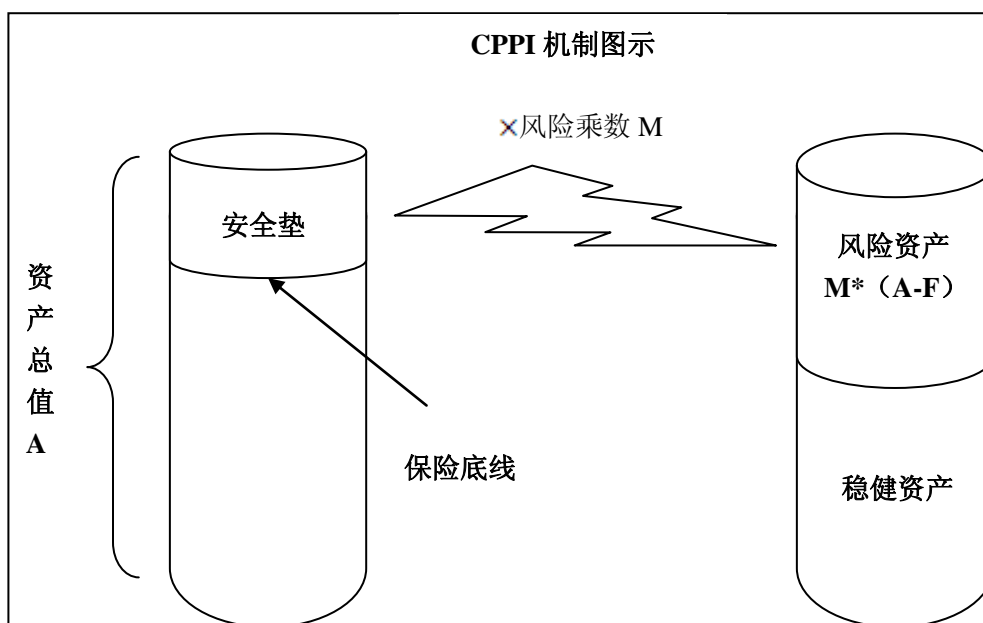 CPPI 机制图示
×风险乘数 M
安全垫
资
产
总
值
A
保险底线
风险资产
M*（A-F）
稳健资产